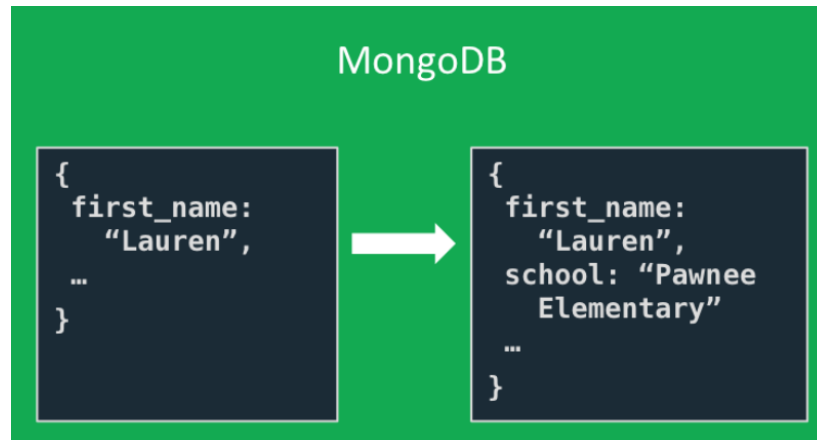 MongoDB
{
first_name:
“Lauren”,
…
}
{
first_name:
“Lauren”,
school: “Pawnee
Elementary”
…
}